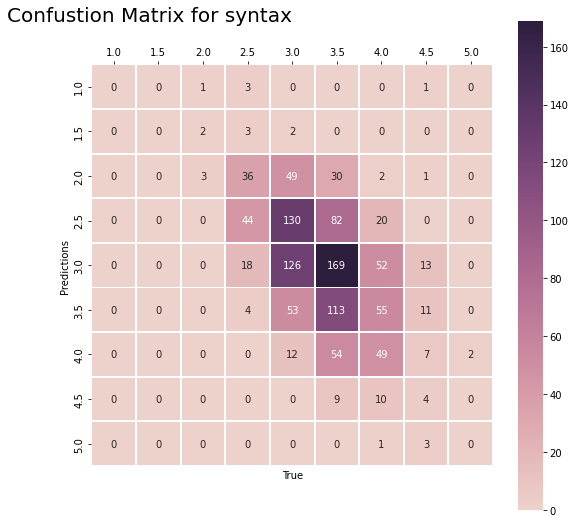 Confustion Matrix for syntax
1.0 1.5 2.0 2.5 3.0 3.5 4.0 4.5 5.0
1.0 0 0 1 3 0 0 0 1 0
1.5 0 0 2 3 2 0 0 0 0
2.0 0 0 3 36 49 30 2 1 0
2.5 0 0 0 44 130 82 20 0 0
3.0 0 0 0 18 126 169 52 13 0
3.5 0 0 0 4 53 113 55 11 0
4.0 0 0 0 0 12 54 49 7 2
4.5 0 0 0 0 0 9 10 4 0
5.0 0 0 0 0 0 0 1 3 0
Predictions
True
160
140
120
100
80
60
40
20
0